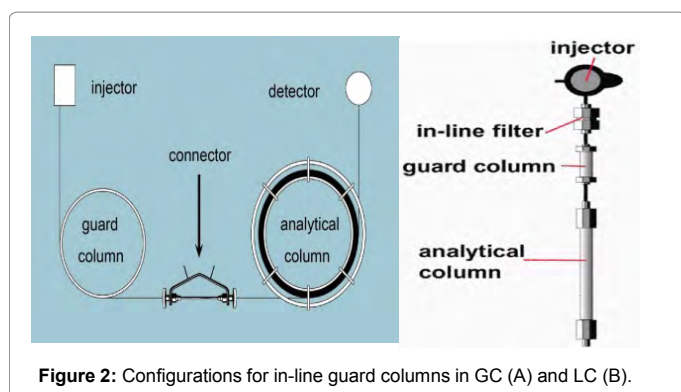 injector
detector
connector
guard
column
analytical
column
injector
in-line filter
guard column
analytical
column
Figure 2: Configurations for in-line guard columns in GC (A) and LC (B).